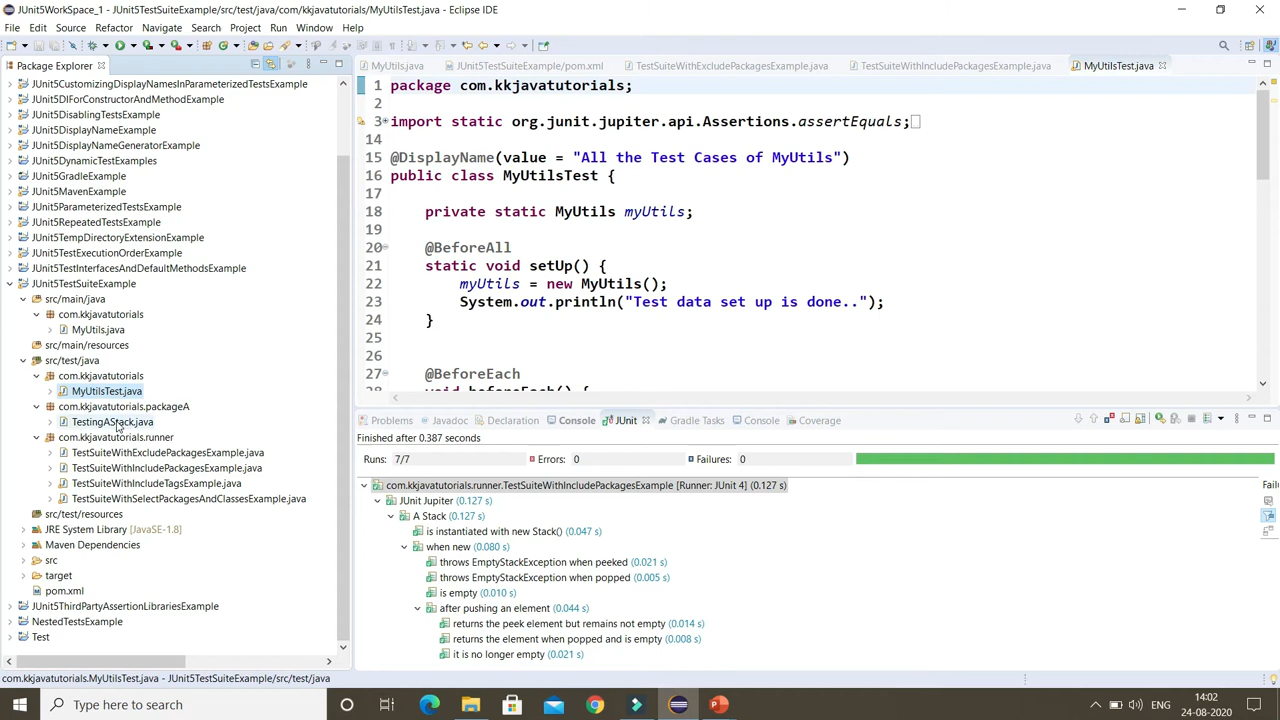 JUnit5WorkSpace_1 - JUnit5TestSuiteExample/src/test/java/com/kkjavatutorials/MyUtilsTest.java - Eclipse IDE
File Edit Source Refactor Navigate Search Project Run Window Help
Package Explorer
JUnit5CustomizingDisplayNamesInParameterizedTestsExample
JUnit5DIForConstructorAndMethodExample
JUnit5DisablingTestsExample
JUnit5DisplayNameExample
JUnit5DisplayNameGeneratorExample
JUnit5DynamicTestExamples
JUnit5GradleExample
JUnit5MavenExample
JUnit5ParameterizedTestsExample
JUnit5RepeatedTestsExample
JUnit5TempDirectoryExtensionExample
JUnit5TestExecutionOrderExample
JUnit5TestInterfacesAndDefaultMethodsExample
JUnit5TestSuiteExample
src/main/java
com.kkjavatutorials
MyUtils.java
src/main/resources
src/test/java
com.kkjavatutorials
MyUtilsTest.java
com.kkjavatutorials.packageA
TestingAStack.java
com.kkjavatutorials.runner
TestSuiteWithExcludePackagesExample.java
TestSuiteWithIncludePackagesExample.java
TestSuiteWithIncludeTagsExample.java
TestSuiteWithSelectPackagesAndClassesExample.java
src/test/resources
JRE System Library [JavaSE-1.8]
Maven Dependencies
src
target
pom.xml
JUnit5ThirdPartyAssertionLibrariesExample
NestedTestsExample
Test
MyUtils.java JUnit5TestSuiteExample/pom.xml TestSuiteWithExcludePackagesExample.java TestSuiteWithIncludePackagesExample.java MyUtilsTest.java
1 package com.kkjavatutorials;
2
3 import static org.junit.jupiter.api.Assertions.assertEquals;
14
15 @DisplayName(value = "All the Test Cases of MyUtils")
16 public class MyUtilsTest {
17
18 private static MyUtils myUtils;
19
20 @BeforeAll
21 static void setUp() {
22 myUtils = new MyUtils();
23 System.out.println("Test data set up is done..");
24 }
25
26
27 @BeforeEach
28 void beforeEach() {
Problems Javadoc Declaration Console JUnit Gradle Tasks Console Coverage
Finished after 0.387 seconds
Runs: 7/7 Errors: 0 Failures: 0
com.kkjavatutorials.runner.TestSuiteWithIncludePackagesExample [Runner: JUnit 4] (0.127 s)
JUnit Jupiter (0.127 s)
A Stack (0.127 s)
is instantiated with new Stack() (0.047 s)
when new (0.080 s)
throws EmptyStackException when peeked (0.021 s)
throws EmptyStackException when popped (0.005 s)
is empty (0.010 s)
after pushing an element (0.044 s)
returns the peek element but remains not empty (0.014 s)
returns the element when popped and is empty (0.008 s)
it is no longer empty (0.021 s)
Fail
com.kkjavatutorials.MyUtilsTest.java - JUnit5TestSuiteExample/src/test/java
Type here to search
ENG
14:02
24-08-2020